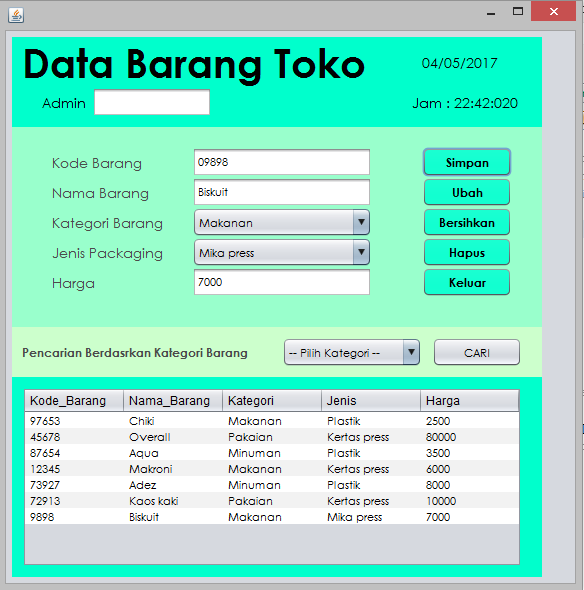 Data Barang Toko
04/05/2017
Admin
Jam : 22:42:020
Kode Barang 09898 Simpan
Nama Barang Biskuit Ubah
Kategori Barang Makanan Bersihkan
Jenis Packaging Mika press Hapus
Harga 7000 Keluar
Pencarian Berdasrkan Kategori Barang -- Pilih Kategori -- CARI
Kode_Barang Nama_Barang Kategori Jenis Harga
97653 Chiki Makanan Plastik 2500
45678 Overall Pakaian Kertas press 80000
87654 Aqua Minuman Plastik 3500
12345 Makroni Makanan Kertas press 6000
73927 Adez Minuman Plastik 8000
72913 Kaos kaki Pakaian Kertas press 10000
9898 Biskuit Makanan Mika press 7000